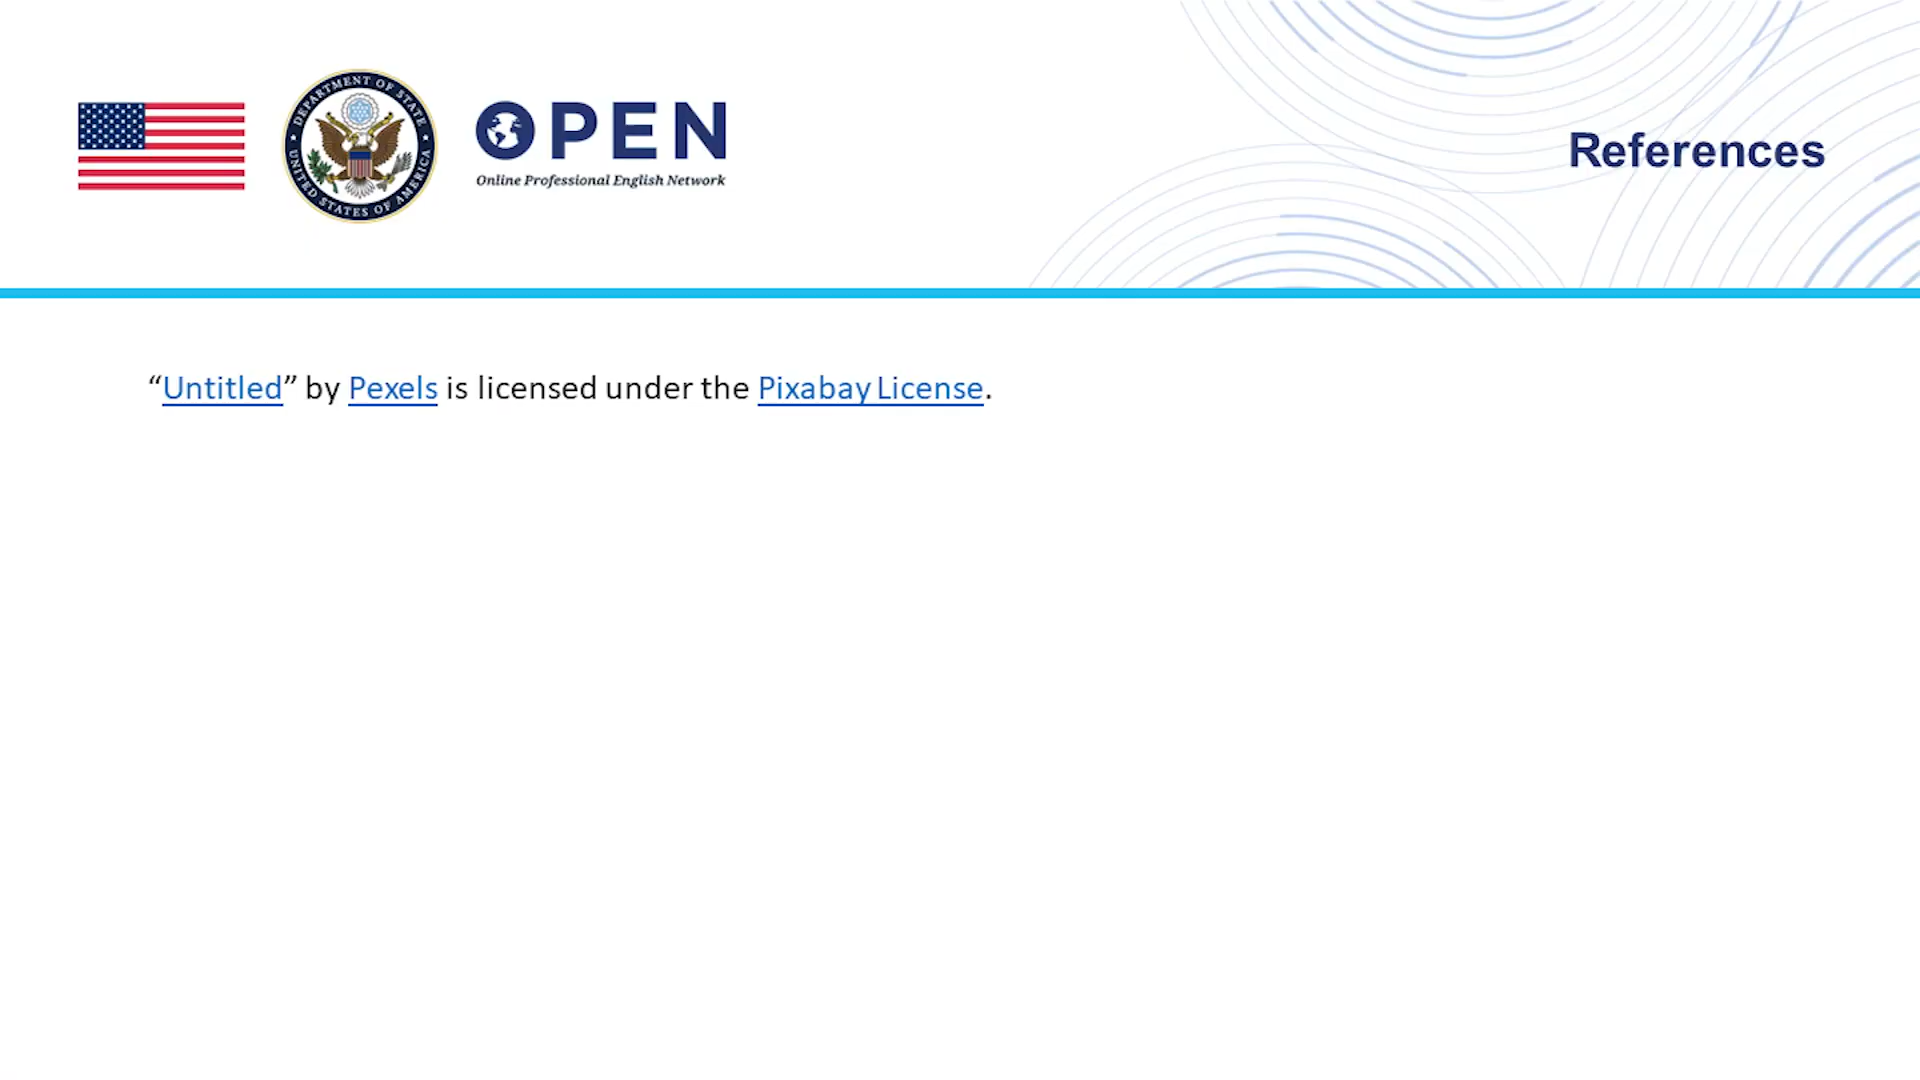 DEPARTMENT OF STATE
UNITED STATES OF AMERICA
OPEN
Online Professional English Network
References
“Untitled” by Pexels is licensed under the Pixabay License.